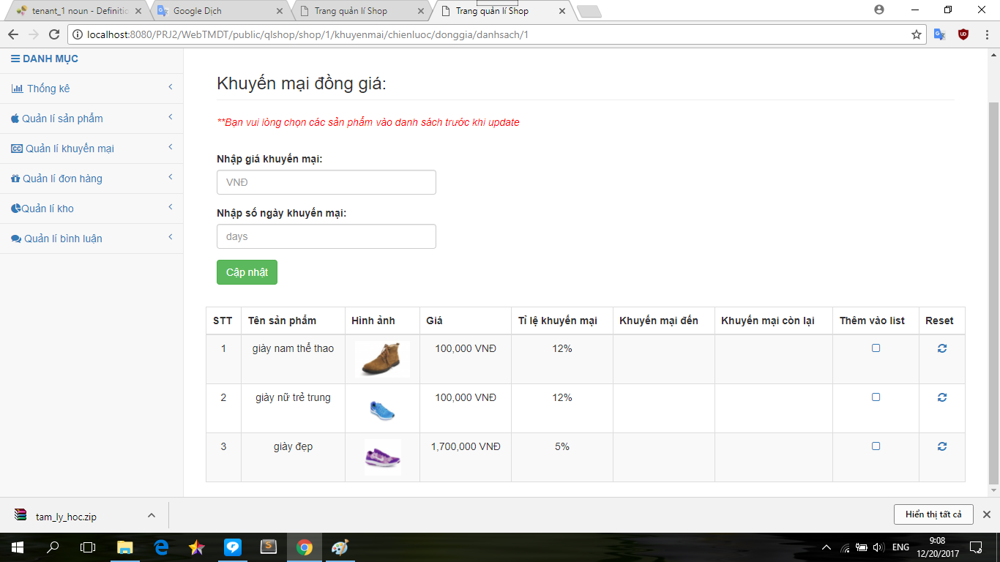 tenant_1 noun - Definitic
Google Dịch
Trang quản lí Shop
Trang quản lí Shop
localhost:8080/PRJ2/WebTMDT/public/qlshop/shop/1/khuyenmai/chienluoc/donggia/danhsach/1
DANH MỤC
Thống kê
Quản lí sản phẩm
Quản lí khuyến mại
Quản lí đơn hàng
Quản lí kho
Quản lí bình luận
Khuyến mại đồng giá:
**Bạn vui lòng chọn các sản phẩm vào danh sách trước khi update
Nhập giá khuyến mại:
VNĐ
Nhập số ngày khuyến mại:
days
Cập nhật
STT Tên sản phẩm Hình ảnh Giá Tỉ lệ khuyến mại Khuyến mại đến Khuyến mại còn lại Thêm vào list Reset
1 giày nam thể thao 100,000 VNĐ 12%
2 giày nữ trẻ trung 100,000 VNĐ 12%
3 giày đẹp 1,700,000 VNĐ 5%
tam_ly_hoc.zip
Hiển thị tất cả
ENG
9:08
12/20/2017